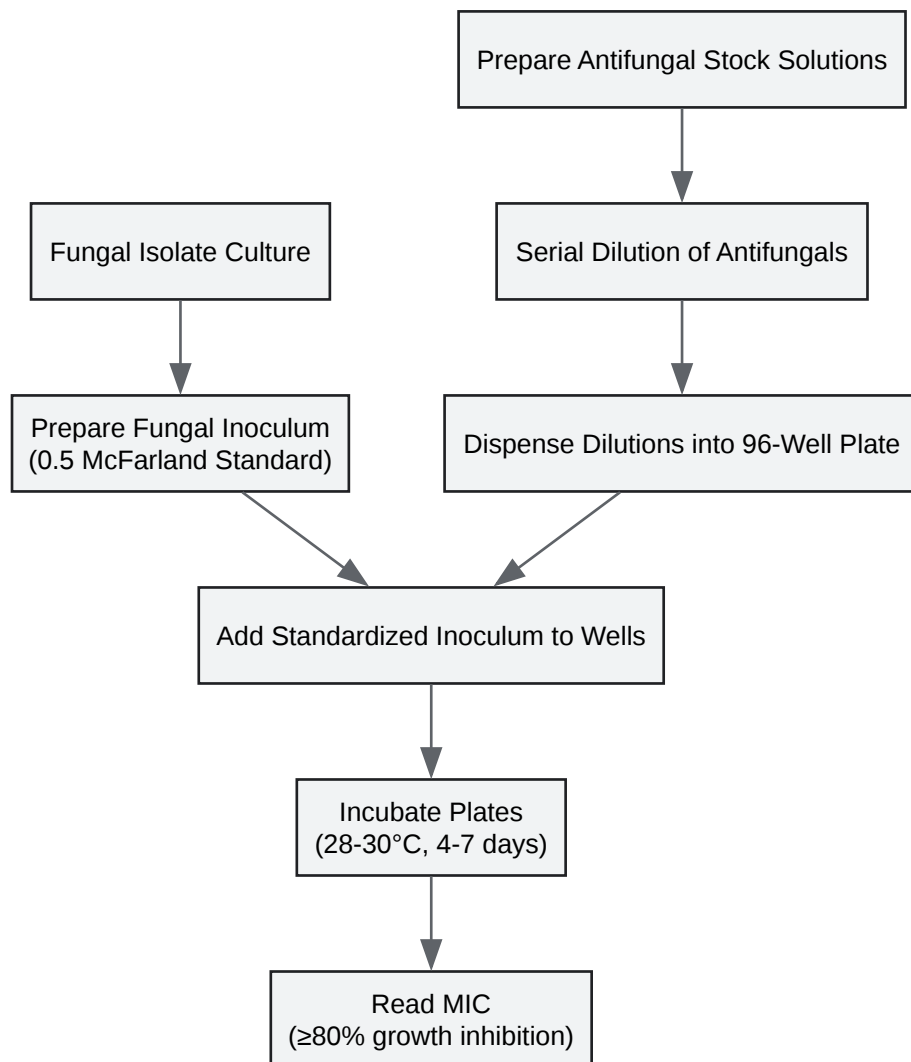 Prepare Antifungal Stock Solutions
Fungal Isolate Culture
Serial Dilution of Antifungals
Prepare Fungal Inoculum
(0.5 McFarland Standard)
Dispense Dilutions into 96-Well Plate
Add Standardized Inoculum to Wells
Incubate Plates
(28-30°C, 4-7 days)
Read MIC
(≥80% growth inhibition)